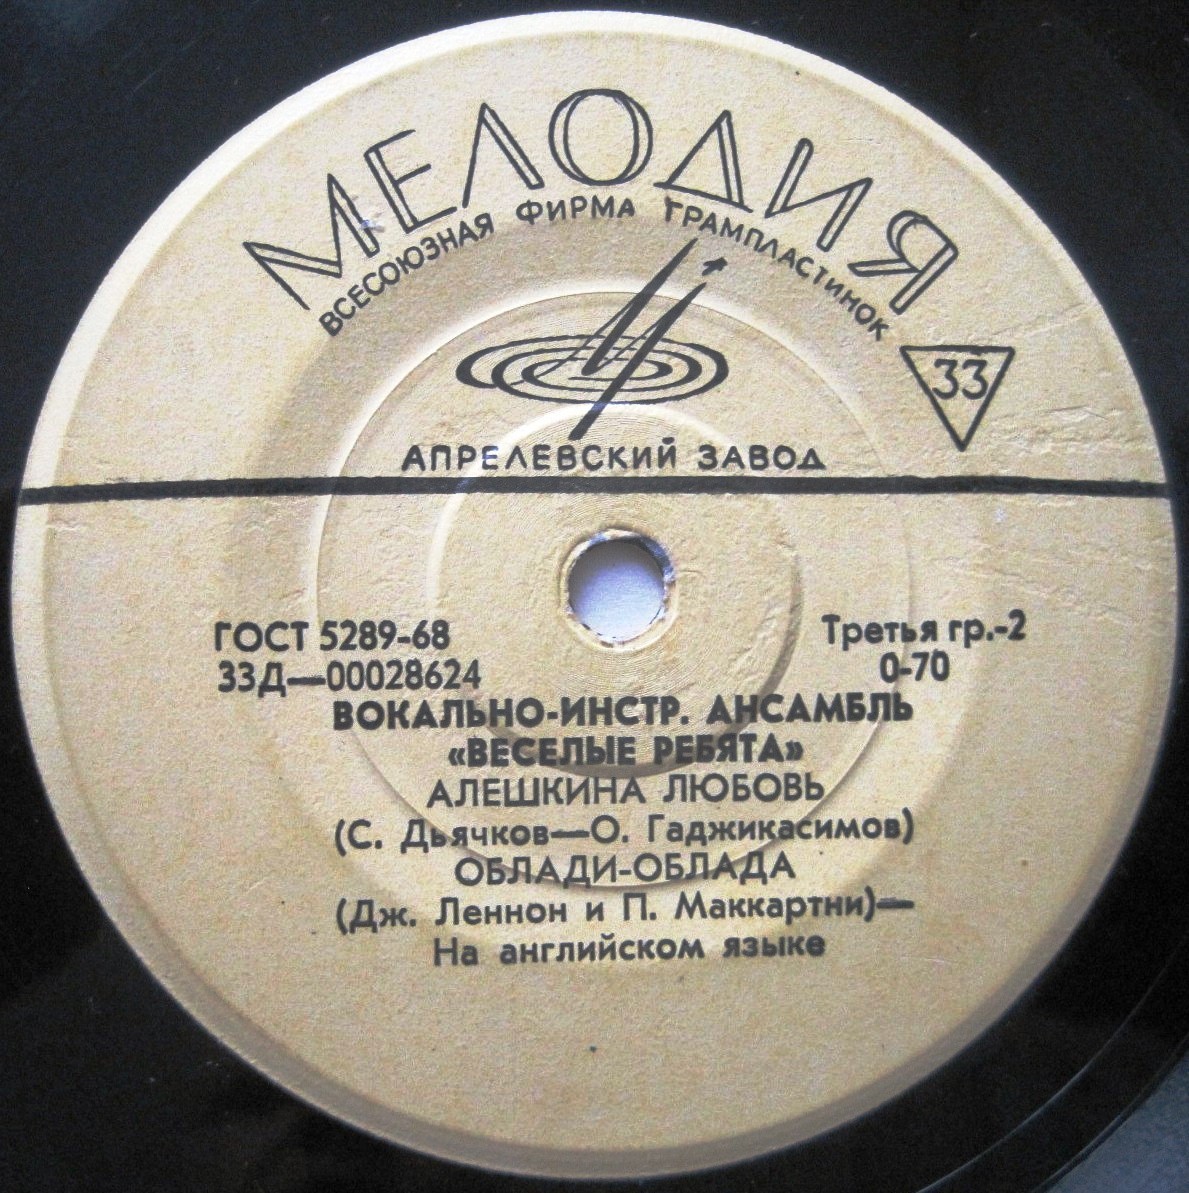 МЕЛОДИЯ
ВСЕСОЮЗНАЯ ФИРМА ГРАМПЛАСТИНОК
33
АПРЕЛЕВСКИЙ ЗАВОД
ГОСТ 5289-68
Третья гр.-2
33Д—00028624
0-70
ВОКАЛЬНО-ИНСТР. АНСАМБЛЬ
«ВЕСЕЛЫЕ РЕБЯТА»
АЛЕШКИНА ЛЮБОВЬ
(С. Дьячков—О. Гаджикасимов)
ОБЛАДИ-ОБЛАДА
(Дж. Леннон и П. Маккартни)—
На английском языке